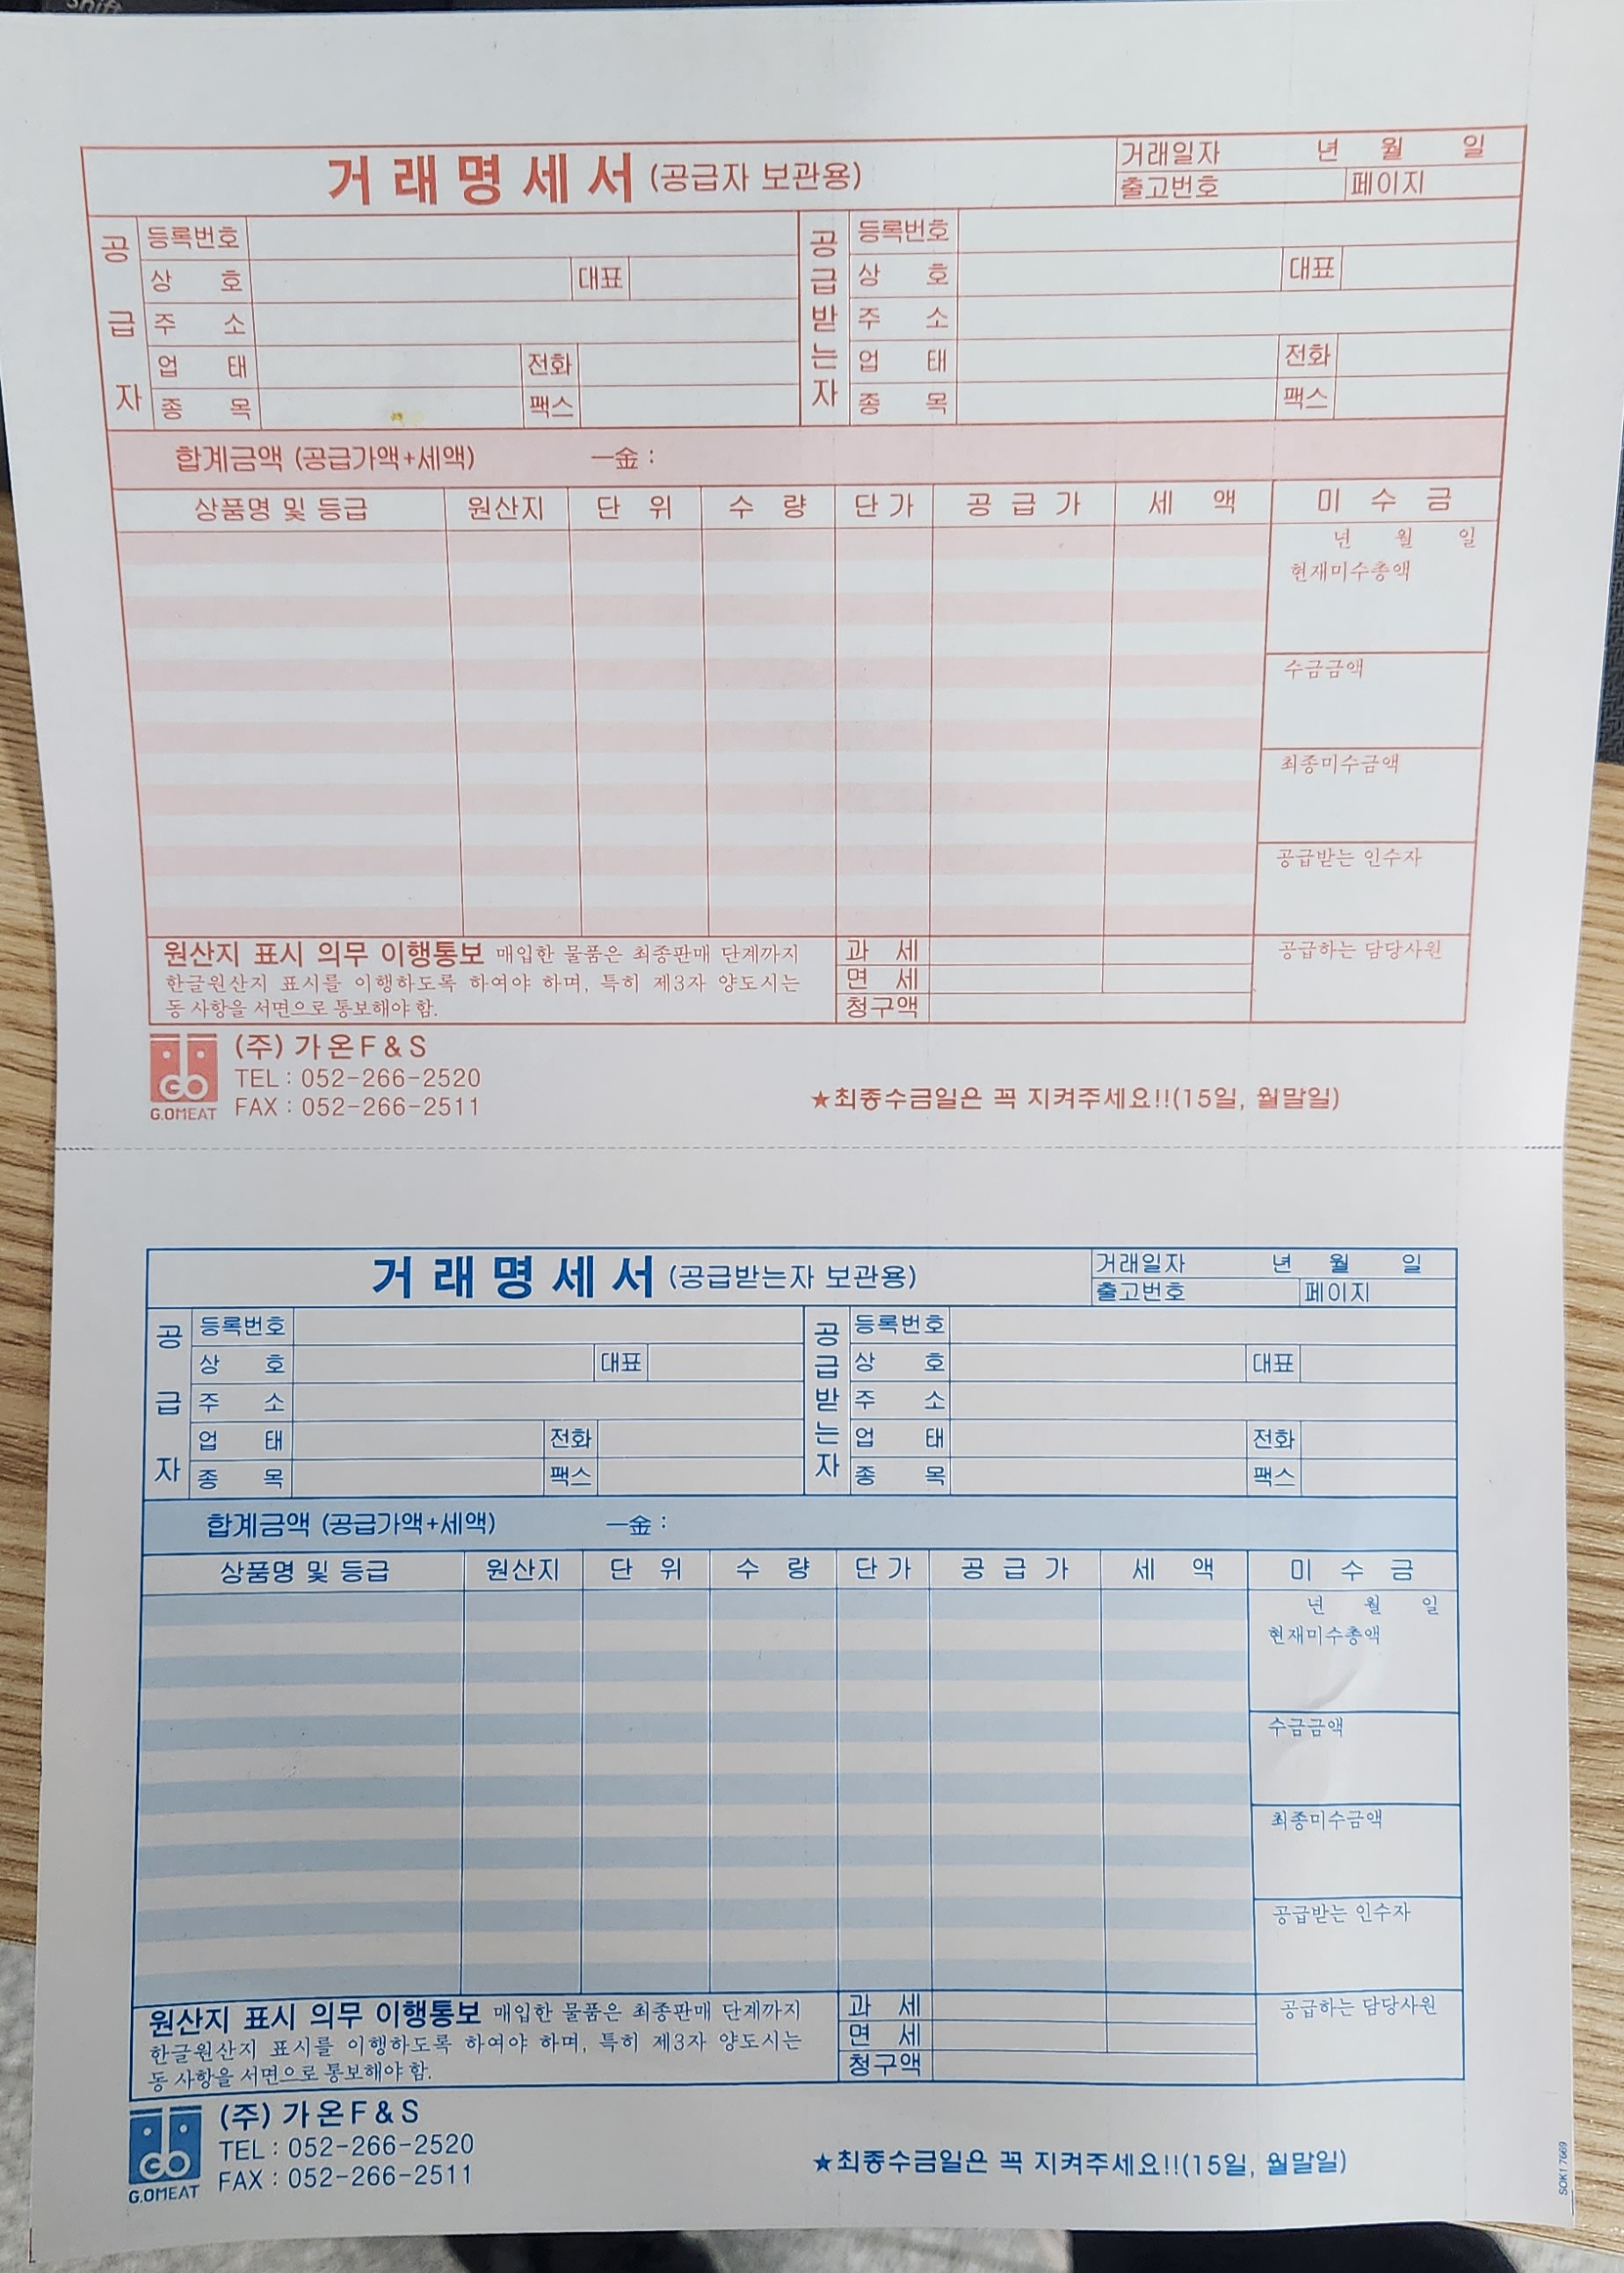 Shift
거래명세서 (공급자 보관용)
거래일자 년 월 일
출고번호 페이지
공급자
등록번호
상 호 대표
주 소
업 태 전화
종 목 팩스
공급받는자
등록번호
상 호 대표
주 소
업 태 전화
종 목 팩스
합계금액 (공급가액+세액) 一金 :
상품명 및 등급 원산지 단 위 수 량 단 가 공 급 가 세 액 미 수 금
년 월 일
현재미수총액
수금금액
최종미수금액
공급받는 인수자
원산지 표시 의무 이행통보 매입한 물품은 최종판매 단계까지
한글원산지 표시를 이행하도록 하여야 하며, 특히 제3자 양도시는
동 사항을 서면으로 통보해야 함.
과 세
면 세
청구액
공급하는 담당사원
GO
G.OMEAT
(주) 가온F & S
TEL : 052-266-2520
FAX : 052-266-2511
★최종수금일은 꼭 지켜주세요!!(15일, 월말일)
거래명세서 (공급받는자 보관용)
거래일자 년 월 일
출고번호 페이지
공급자
등록번호
상 호 대표
주 소
업 태 전화
종 목 팩스
공급받는자
등록번호
상 호 대표
주 소
업 태 전화
종 목 팩스
합계금액 (공급가액+세액) 一金 :
상품명 및 등급 원산지 단 위 수 량 단 가 공 급 가 세 액 미 수 금
년 월 일
현재미수총액
수금금액
최종미수금액
공급받는 인수자
원산지 표시 의무 이행통보 매입한 물품은 최종판매 단계까지
한글원산지 표시를 이행하도록 하여야 하며, 특히 제3자 양도시는
동 사항을 서면으로 통보해야 함.
과 세
면 세
청구액
공급하는 담당사원
GO
G.OMEAT
(주) 가온F & S
TEL : 052-266-2520
FAX : 052-266-2511
★최종수금일은 꼭 지켜주세요!!(15일, 월말일)